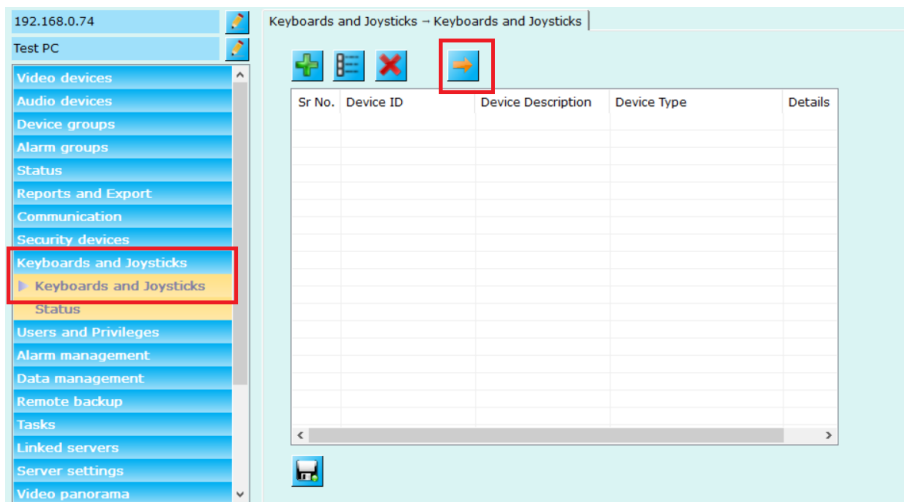 192.168.0.74
Test PC
Video devices
Audio devices
Device groups
Alarm groups
Status
Reports and Export
Communication
Security devices
Keyboards and Joysticks
Keyboards and Joysticks
Status
Users and Privileges
Alarm management
Data management
Remote backup
Tasks
Linked servers
Server settings
Video panorama
Keyboards and Joysticks → Keyboards and Joysticks
Sr No. Device ID Device Description Device Type Details